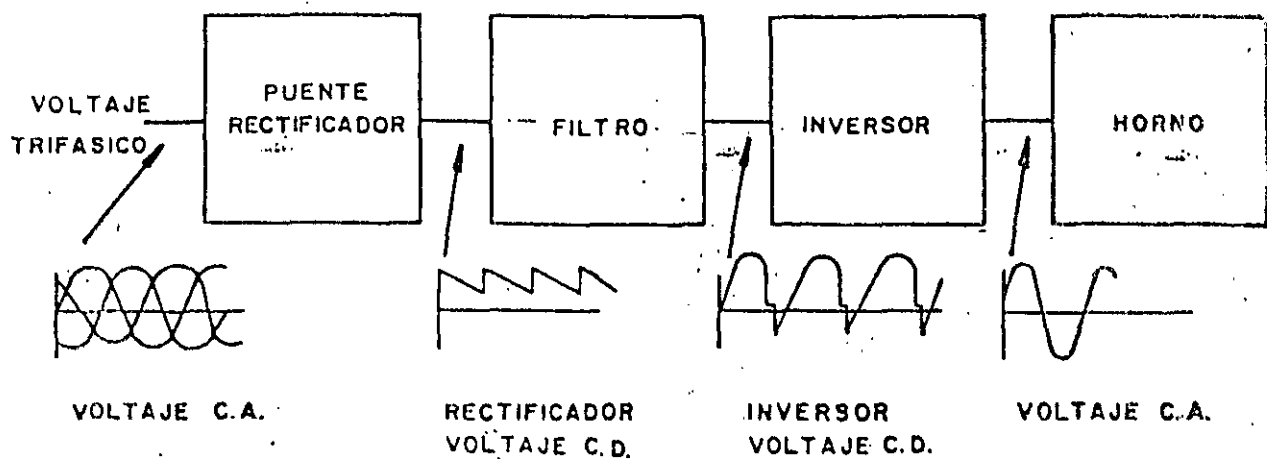 VOLTAJE
TRIFASICO
PUENTE
RECTIFICADOR
FILTRO
INVERSOR
HORNO
VOLTAJE C.A.
RECTIFICADOR
VOLTAJE C.D.
INVERSOR
VOLTAJE C.D.
VOLTAJE C.A.